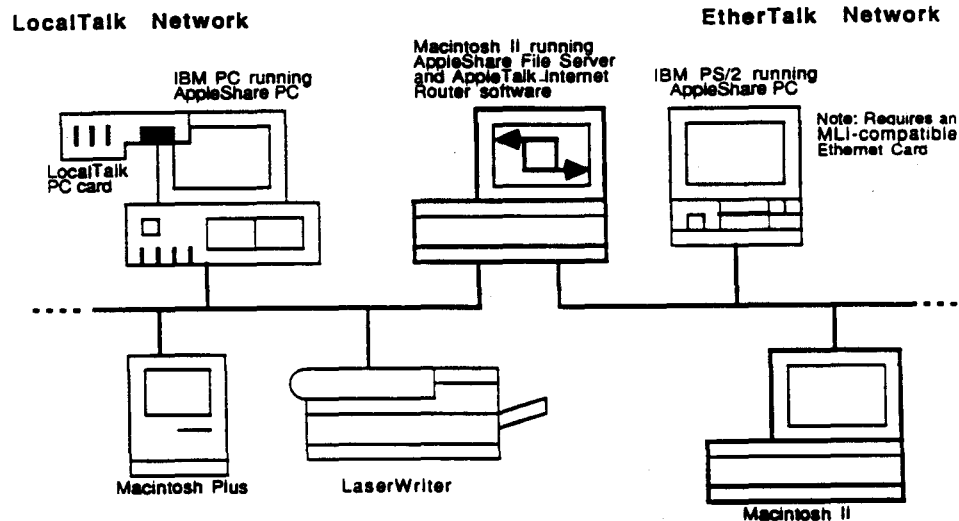 LocalTalk Network
EtherTalk Network
IBM PC running
AppleShare PC
Macintosh II running
AppleShare File Server
and AppleTalk Internet
Router software
IBM PS/2 running
AppleShare PC
Note: Requires an
MLI-compatible
Ethernet Card
LocalTalk
PC card
Macintosh Plus
LaserWriter
Macintosh II